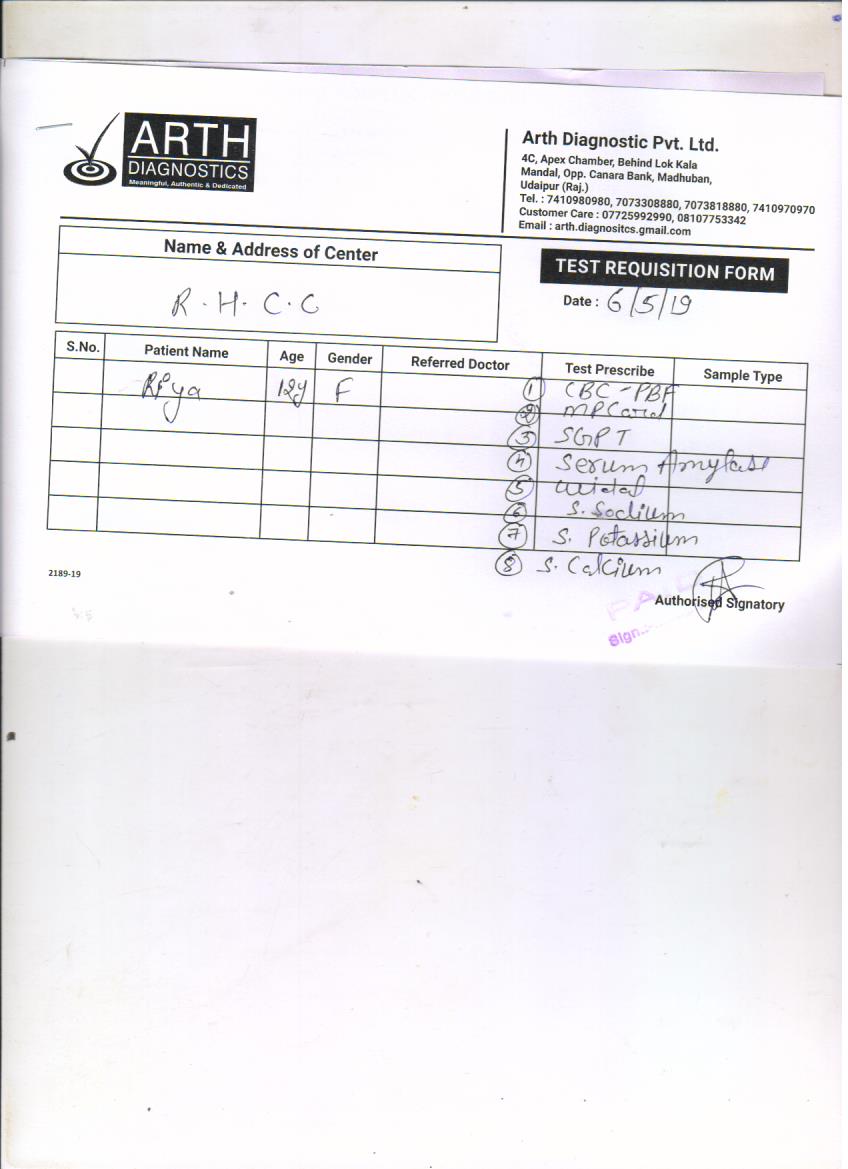 ARTH
DIAGNOSTICS
Meaningful, Authentic & Dedicated
Arth Diagnostic Pvt. Ltd.
4C, Apex Chamber, Behind Lok Kala
Mandal, Opp. Canara Bank, Madhuban,
Udaipur (Raj.)
Tel. : 7410980980, 7073308880, 7073818880, 7410970970
Customer Care : 07725992990, 08107753342
Email : arth.diagnositcs.gmail.com
Name & Address of Center
R. H. C. C
TEST REQUISITION FORM
Date : 6/5/19
S.No. Patient Name Age Gender Referred Doctor Test Prescribe Sample Type
12y F
1 CBC - PBF
2 MP Card
3 SGPT
4 Serum Amylase
5 widal
6 S. Sodium
7 S. Potassium
8 S. Calcium
2189-19
Authorised Signatory
PAID